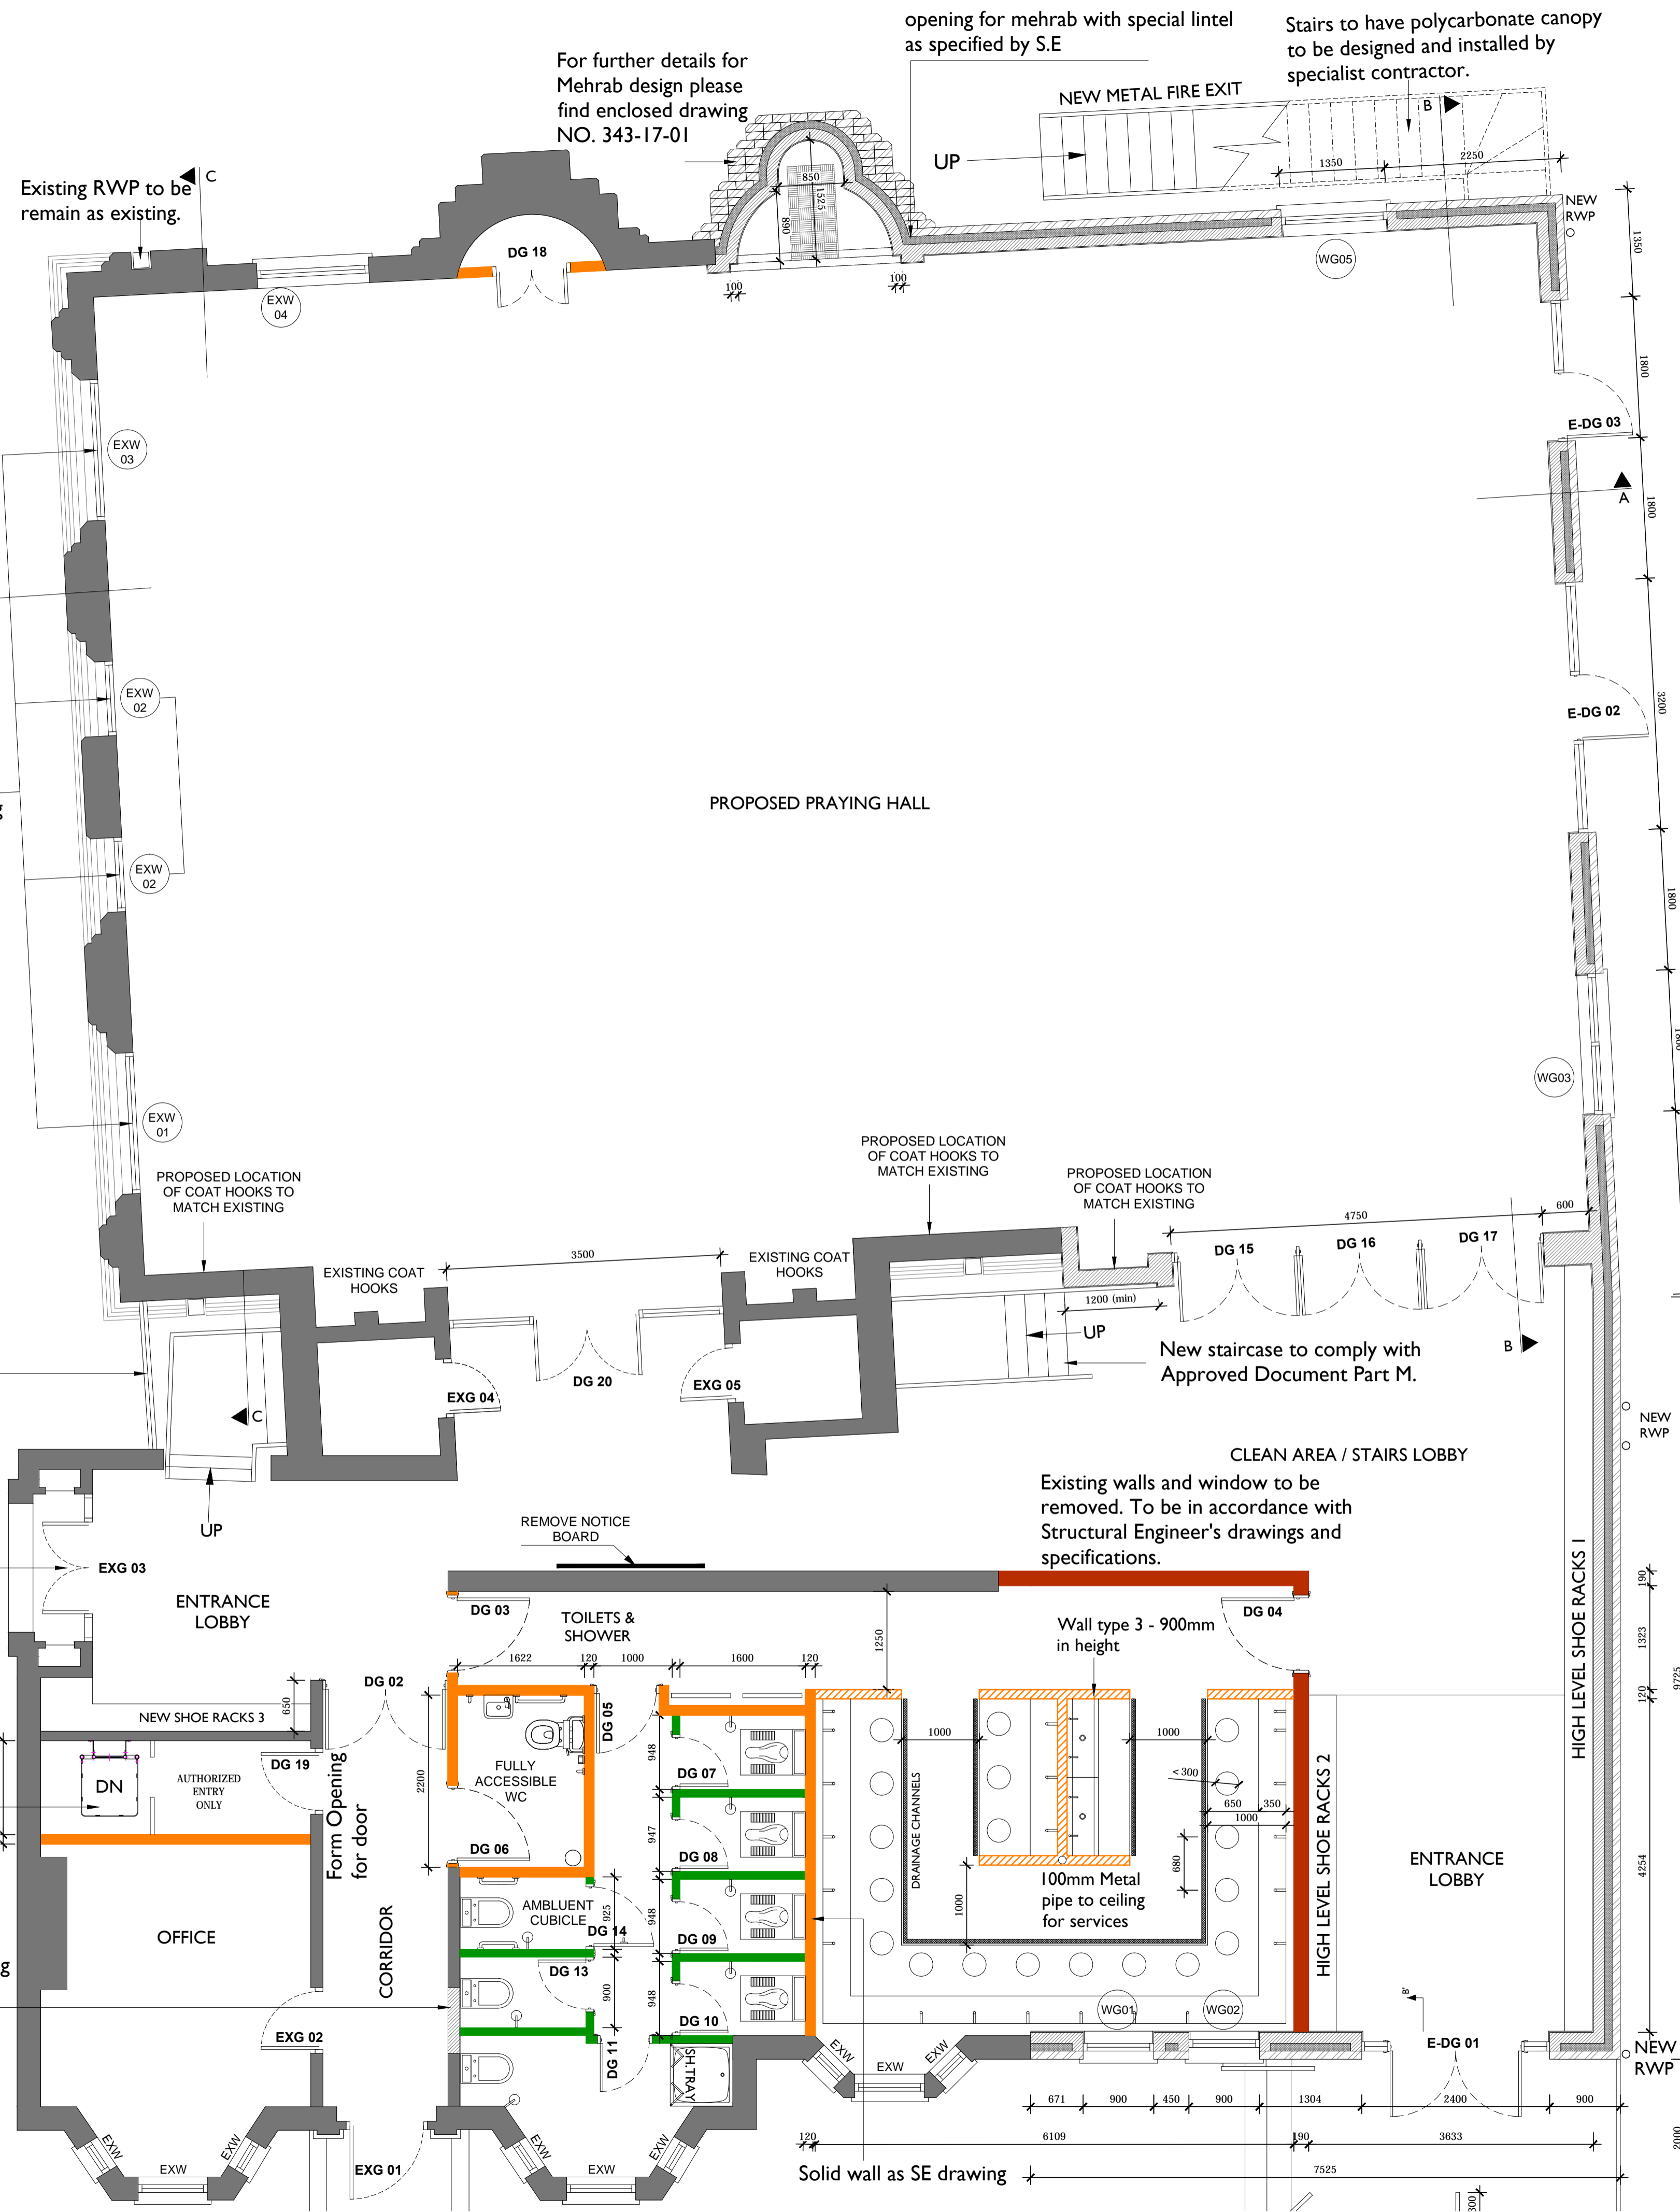 opening for mehrab with special lintel
as specified by S.E
Stairs to have polycarbonate canopy
to be designed and installed by
specialist contractor.
For further details for
Mehrab design please
find enclosed drawing
NO. 343-17-01
NEW METAL FIRE EXIT
B
UP
1350
2250
Existing RWP to be
remain as existing.
C
850
1525
890
NEW
RWP
1350
DG 18
WG05
100
100
EXW
04
1800
E-DG 03
EXW
03
A
1800
EXW
02
3200
E-DG 02
PROPOSED PRAYING HALL
g
EXW
02
1800
1800
WG03
EXW
01
PROPOSED LOCATION
OF COAT HOOKS TO
MATCH EXISTING
PROPOSED LOCATION
OF COAT HOOKS TO
MATCH EXISTING
PROPOSED LOCATION
OF COAT HOOKS TO
MATCH EXISTING
4750
600
3500
EXISTING COAT
HOOKS
EXISTING COAT
HOOKS
DG 15
DG 16
DG 17
1200 (min)
UP
B
New staircase to comply with
Approved Document Part M.
DG 20
EXG 04
EXG 05
C
NEW
RWP
CLEAN AREA / STAIRS LOBBY
Existing walls and window to be
removed. To be in accordance with
Structural Engineer's drawings and
specifications.
UP
REMOVE NOTICE
BOARD
EXG 03
ENTRANCE
LOBBY
HIGH LEVEL SHOE RACKS 1
190
1323
9725
120
4254
DG 03
TOILETS &
SHOWER
DG 04
Wall type 3 - 900mm
in height
1250
1622
120
1000
1600
120
DG 02
650
NEW SHOE RACKS 3
DG 05
DN
AUTHORIZED
ENTRY
ONLY
DG 19
Form Opening
for door
2200
FULLY
ACCESSIBLE
WC
DG 06
948
DG 07
947
DG 08
948
DG 09
948
DG 10
DRAINAGE CHANNELS
1000
1000
<300
650
350
1000
680
1000
100mm Metal
pipe to ceiling
for services
HIGH LEVEL SHOE RACKS 2
ENTRANCE
LOBBY
OFFICE
CORRIDOR
AMBLUENT
CUBICLE
925
DG 14
DG 13
900
g
DG 11
SH.TRAY
EXG 02
WG01
WG02
B'
E-DG 01
NEW
RWP
EXW
EXW
EXW
671
900
450
900
1304
2400
900
120
6109
190
3633
2000
EXW
EXW
EXW
EXG 01
EXW
EXW
EXW
Solid wall as SE drawing
7525
300